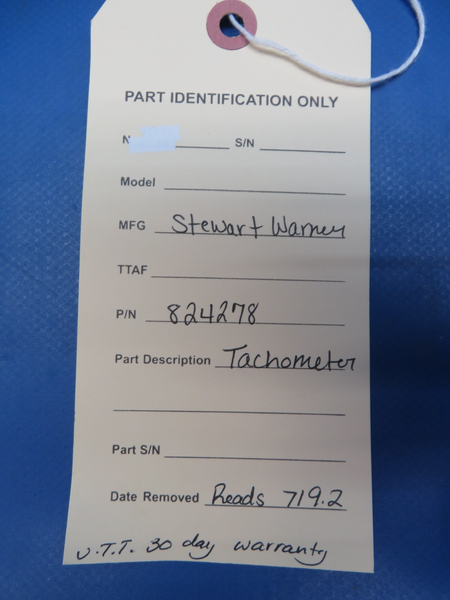 PART IDENTIFICATION ONLY
N S/N
Model
MFG Stewart Warner
TTAF
P/N 824278
Part Description Tachometer
Part S/N
Date Removed Reads 719.2
U.T.T. 30 day warranty